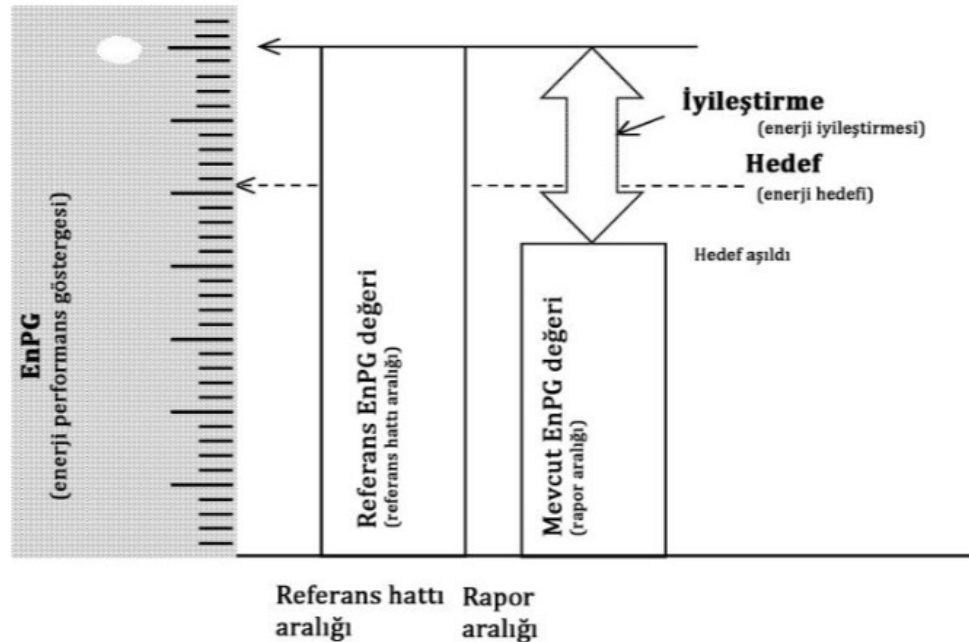 EnPG
(enerji performans göstergesi)
Referans EnPG değeri
(referans hattı aralığı)
Mevcut EnPG değeri
(rapor aralığı)
İyileştirme
(enerji iyileştirmesi)
Hedef
(enerji hedefi)
Hedef aşıldı
Referans hattı
aralığı
Rapor
aralığı